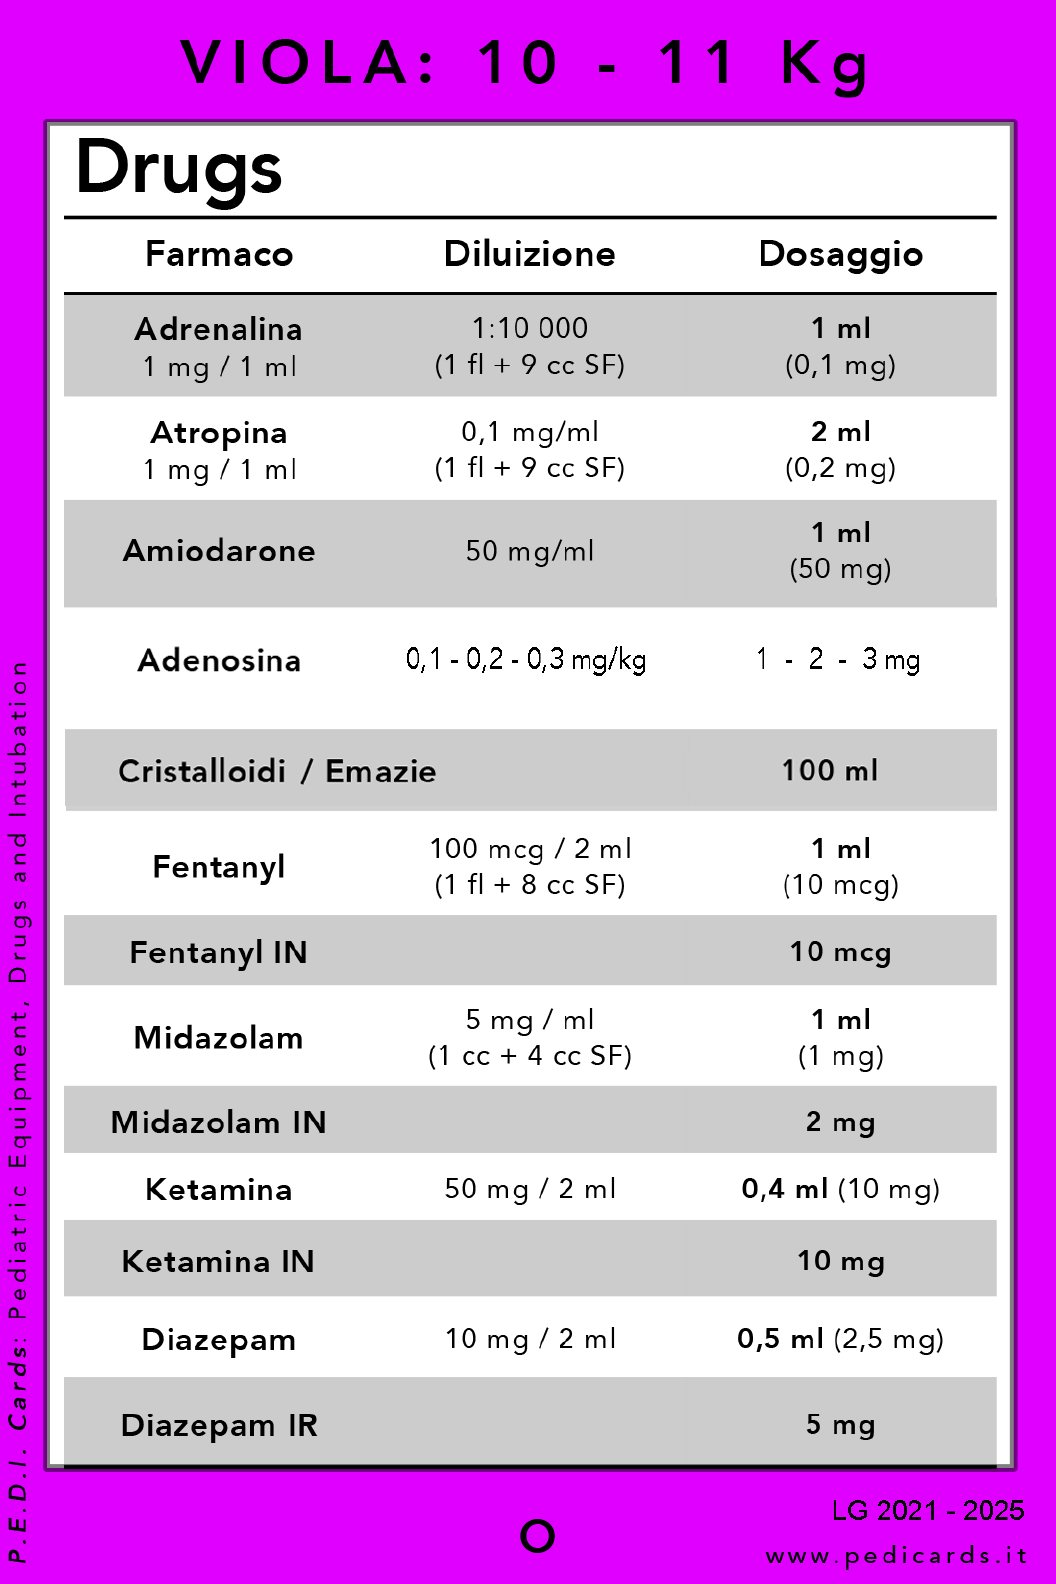 VIOLA: 10 - 11 Kg
Drugs
Farmaco Diluizione Dosaggio
Adrenalina 1:10 000 1 ml
1 mg / 1 ml (1 fl + 9 cc SF) (0,1 mg)
Atropina 0,1 mg/ml 2 ml
1 mg / 1 ml (1 fl + 9 cc SF) (0,2 mg)
Amiodarone 50 mg/ml 1 ml
(50 mg)
Adenosina 0,1 - 0,2 - 0,3 mg/kg 1 - 2 - 3 mg
Cristalloidi / Emazie 100 ml
Fentanyl 100 mcg / 2 ml 1 ml
(1 fl + 8 cc SF) (10 mcg)
Fentanyl IN 10 mcg
Midazolam 5 mg / ml 1 ml
(1 cc + 4 cc SF) (1 mg)
Midazolam IN 2 mg
Ketamina 50 mg / 2 ml 0,4 ml (10 mg)
Ketamina IN 10 mg
Diazepam 10 mg / 2 ml 0,5 ml (2,5 mg)
Diazepam IR 5 mg
P.E.D.I. Cards: Pediatric Equipment, Drugs and Intubation
LG 2021 - 2025
www.pedicards.it